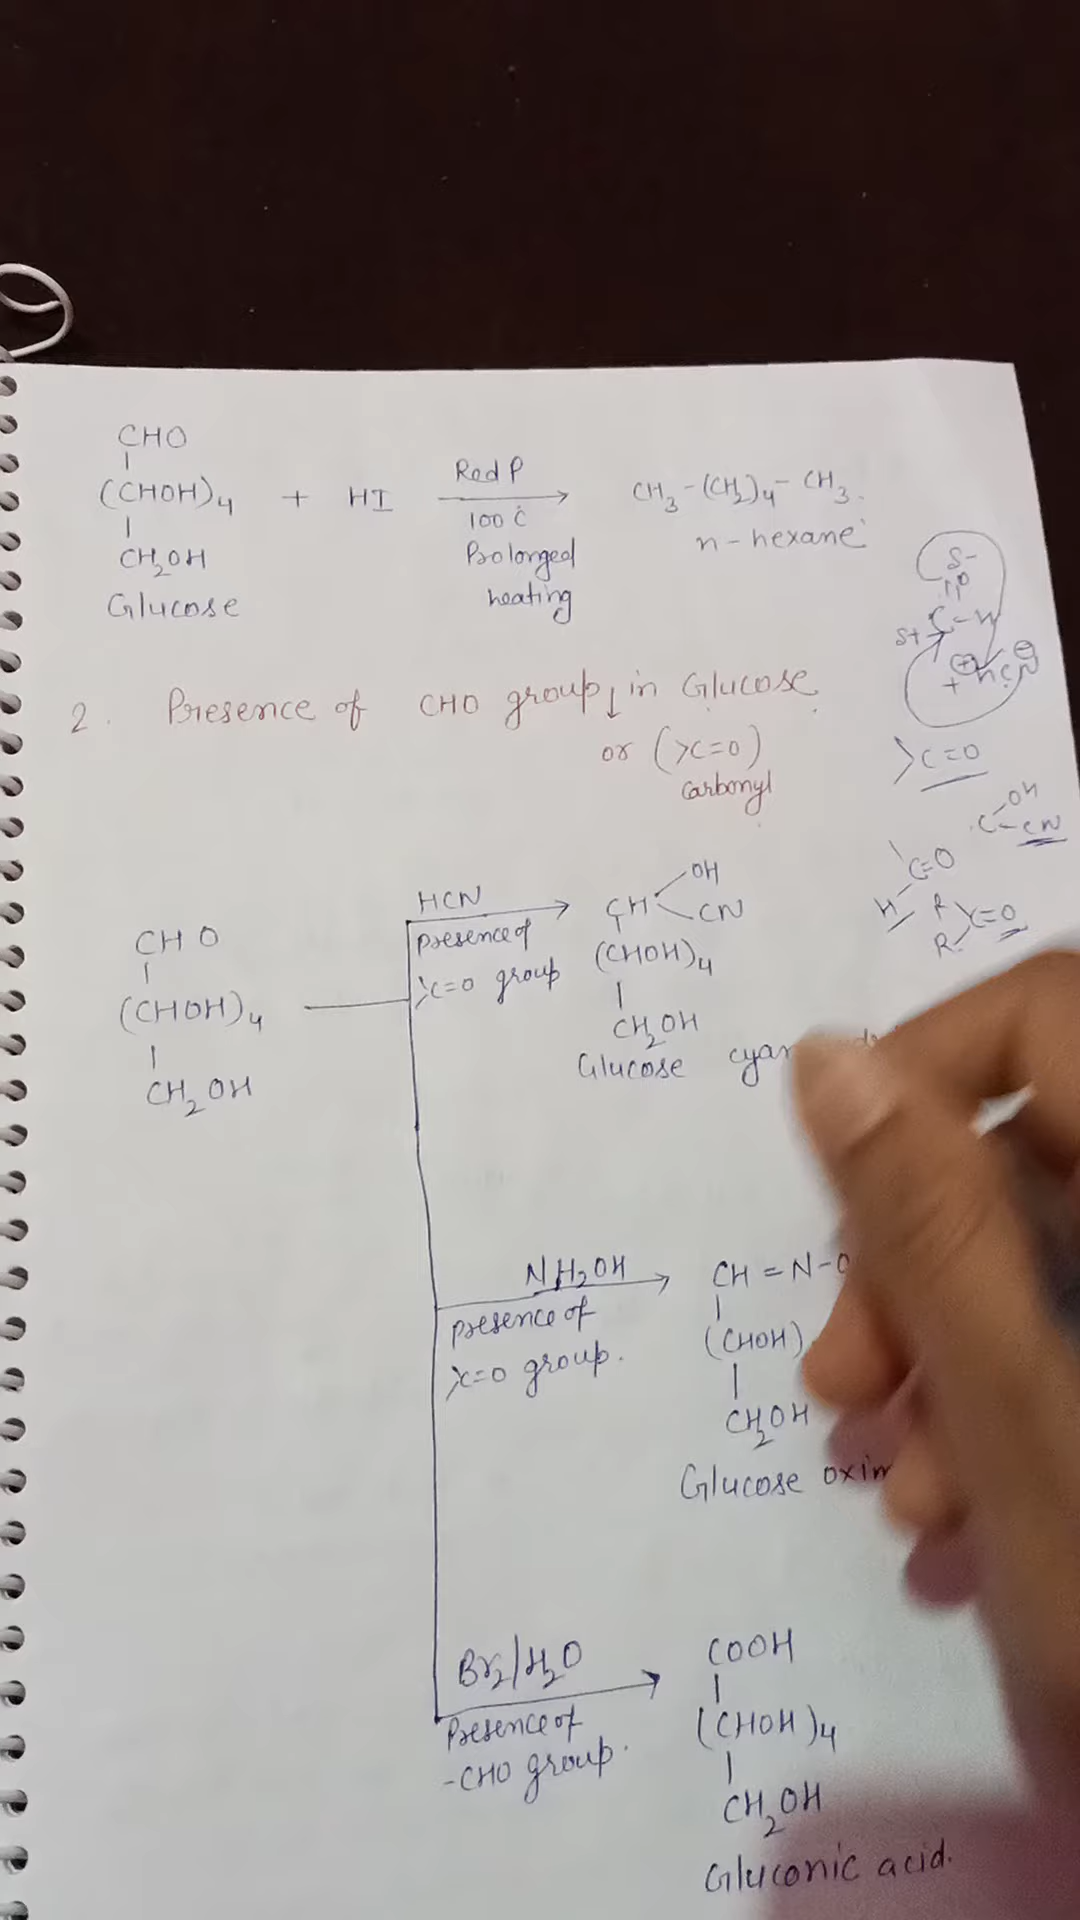 CHO
(CHOH)4 + HI Red P CH3-(CH2)4-CH3.
CH2OH 100°C n-hexane
Glucose Prolonged
heating
δ-
O
δ+ C-H
+ HCN
2. Presence of CHO group in Glucose
or (>C=O)
carbonyl
>C=O
OH
C-CN
C=O
H
R
R >C=O
CHO
(CHOH)4
CH2OH
HCN
presence of
>C=O group
OH
CH CN
(CHOH)4
CH2OH
Glucose
NH2OH
presence of
>C=O group.
CH=N-
(CHOH)
CH2OH
Glucose
Br2/H2O
Presence of
-CHO group.
COOH
(CHOH)4
CH2OH
Gluconic acid.